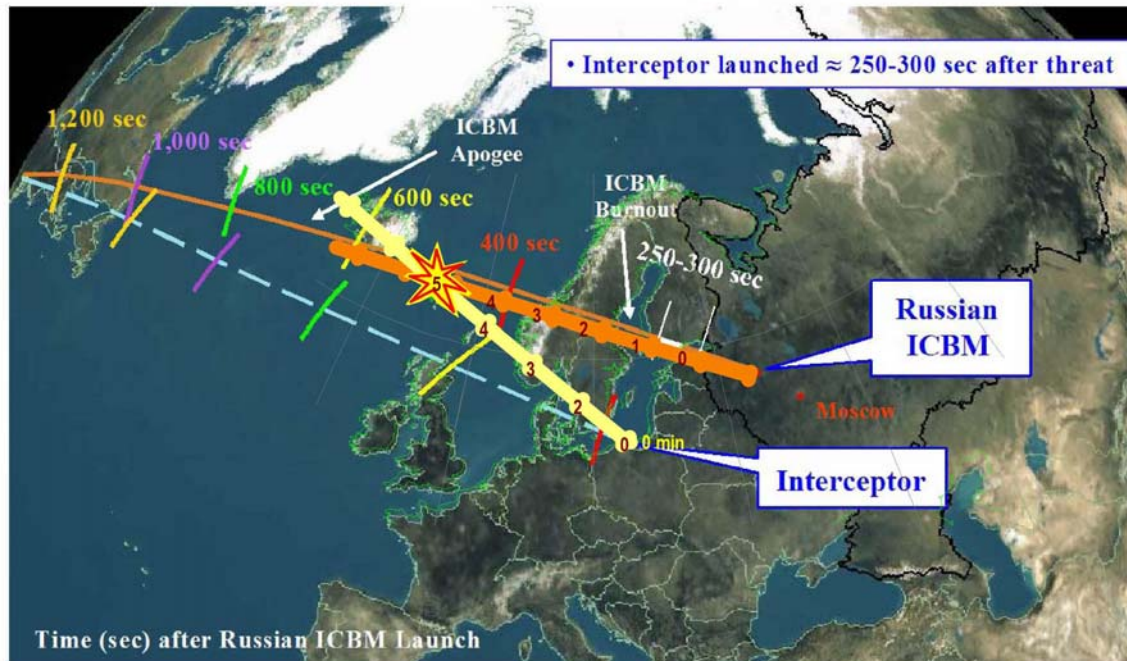 • Interceptor launched ≈ 250-300 sec after threat
1,200 sec
1,000 sec
ICBM
Apogee
800 sec
600 sec
ICBM
Burnout
400 sec
250-300 sec
5
4
3
2
1
0
Russian
ICBM
4
3
2
0
0 min
Moscow
Interceptor
Time (sec) after Russian ICBM Launch